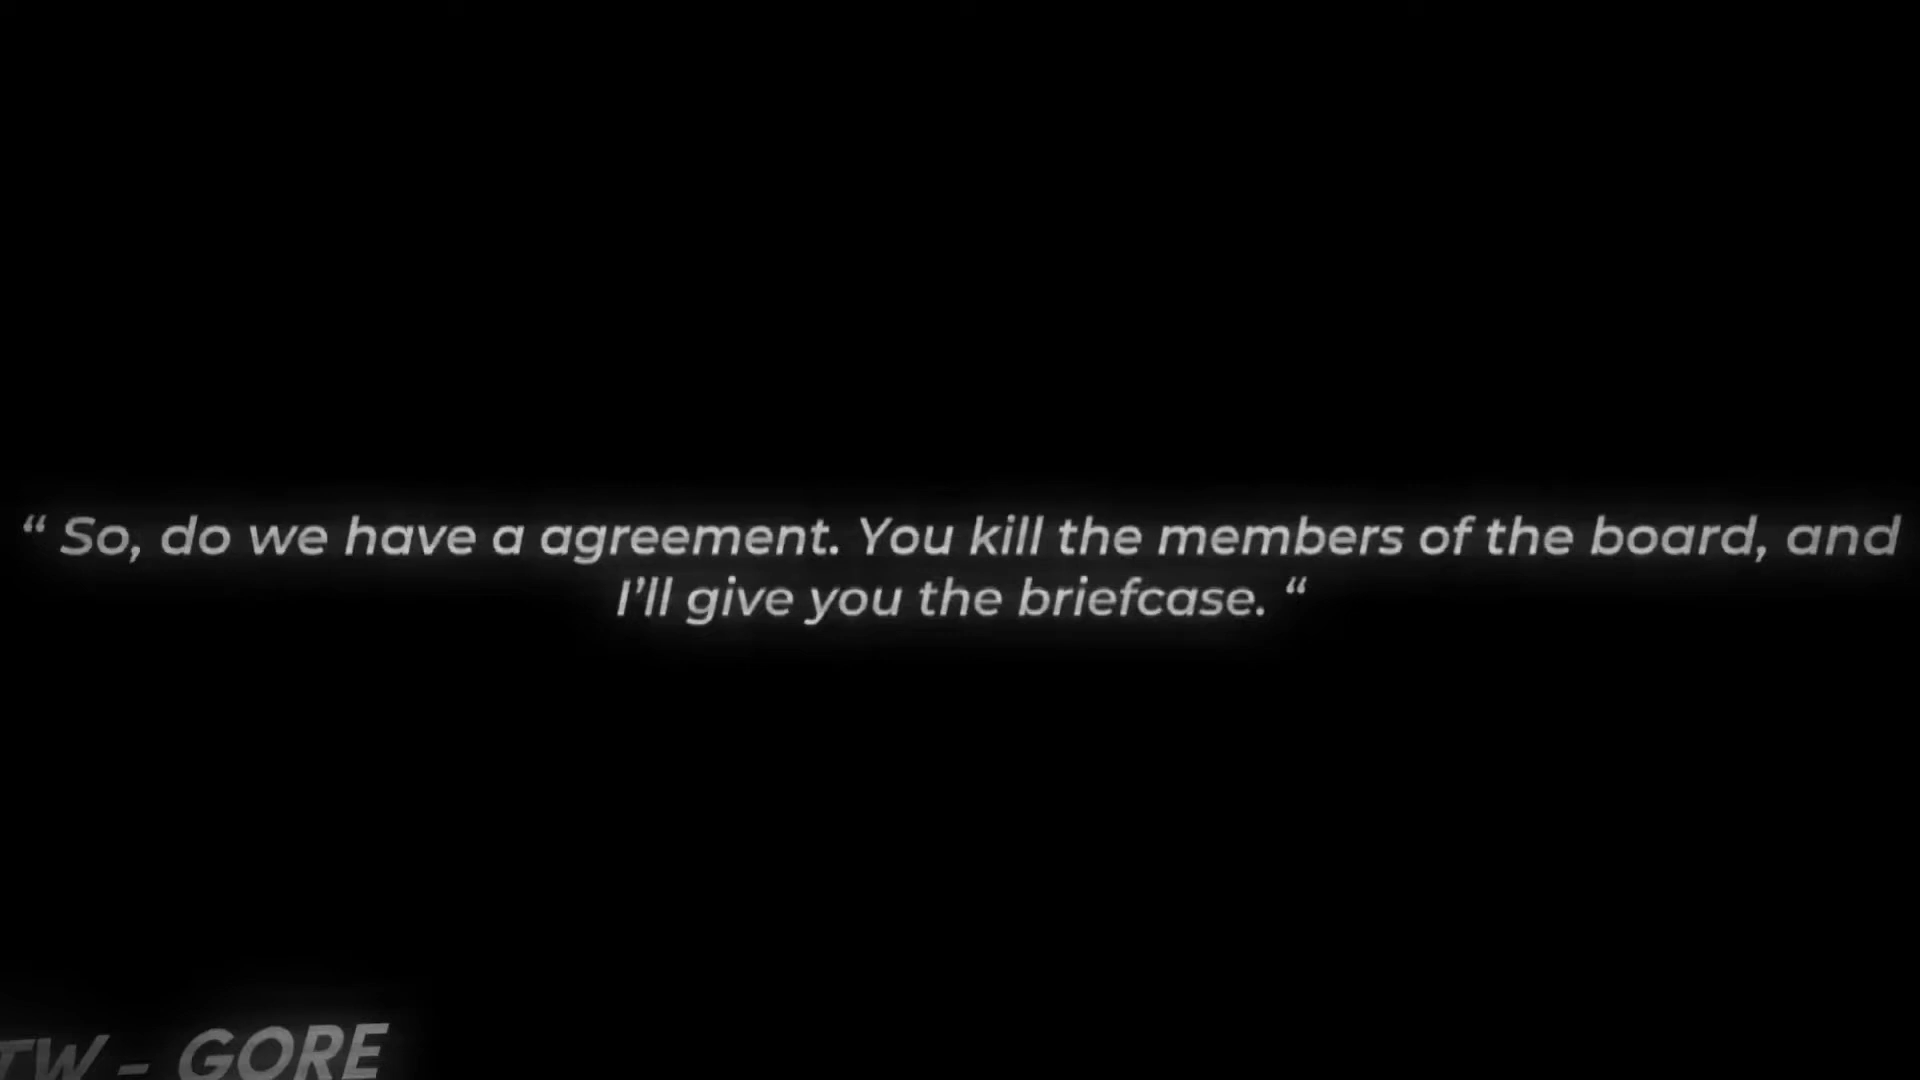 “ So, do we have a agreement. You kill the members of the board, and
I’ll give you the briefcase. “
TW - GORE